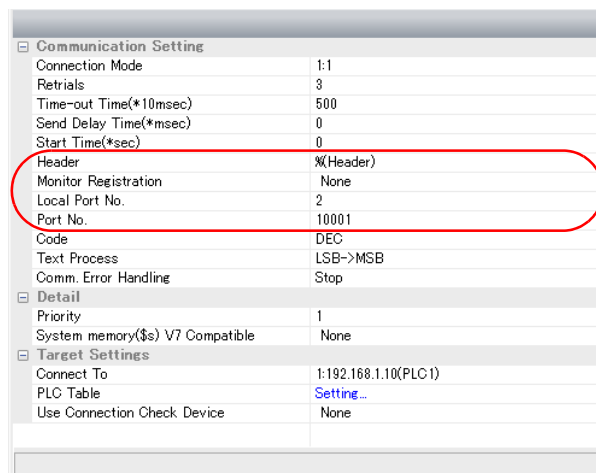 Communication Setting
Connection Mode 1:1
Retrials 3
Time-out Time(*10msec) 500
Send Delay Time(*msec) 0
Start Time(*sec) 0
Header %(Header)
Monitor Registration None
Local Port No. 2
Port No. 10001
Code DEC
Text Process LSB->MSB
Comm. Error Handling Stop
Detail
Priority 1
System memory($s) V7 Compatible None
Target Settings
Connect To 1:192.168.1.10(PLC1)
PLC Table Setting...
Use Connection Check Device None